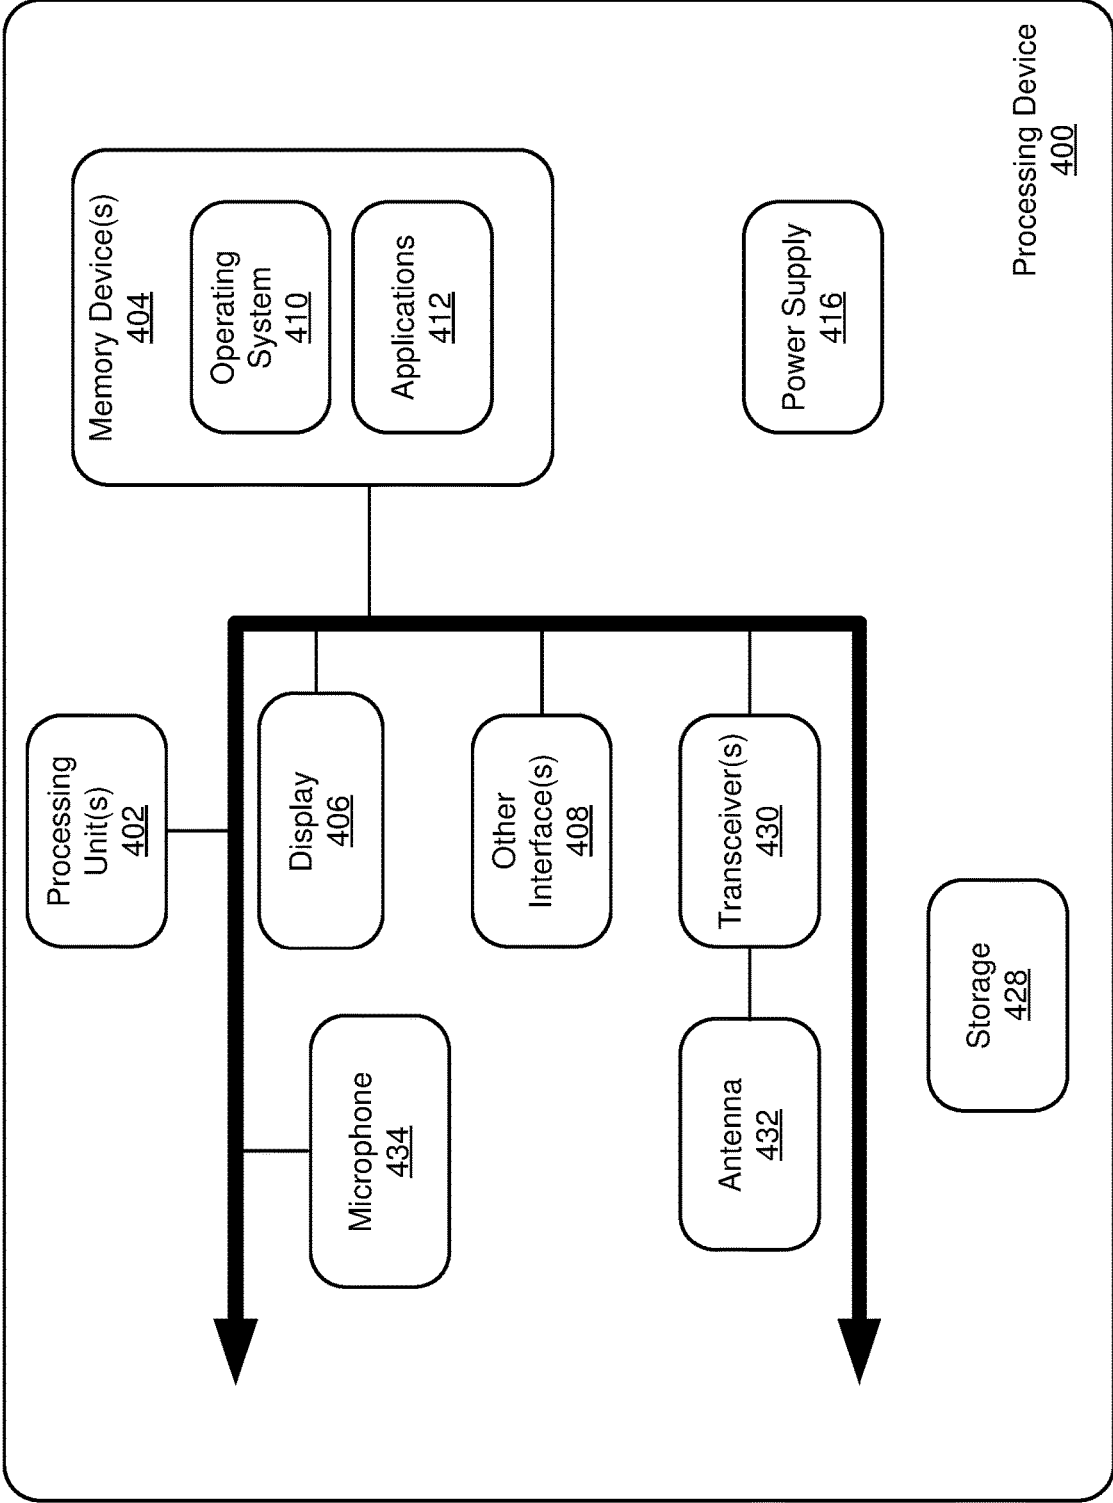 Memory Device(s)
404
Operating
System
410
Applications
412
Power Supply
416
Processing Device
400
Processing
Unit(s)
402
Display
406
Other
Interface(s)
408
Transceiver(s)
430
Microphone
434
Antenna
432
Storage
428